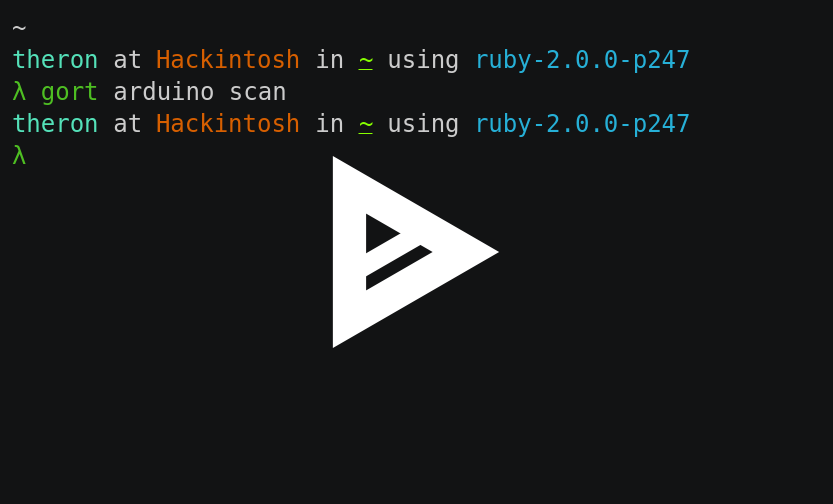 ~
theron at Hackintosh in ~ using ruby-2.0.0-p247
λ gort arduino scan
theron at Hackintosh in ~ using ruby-2.0.0-p247
λ